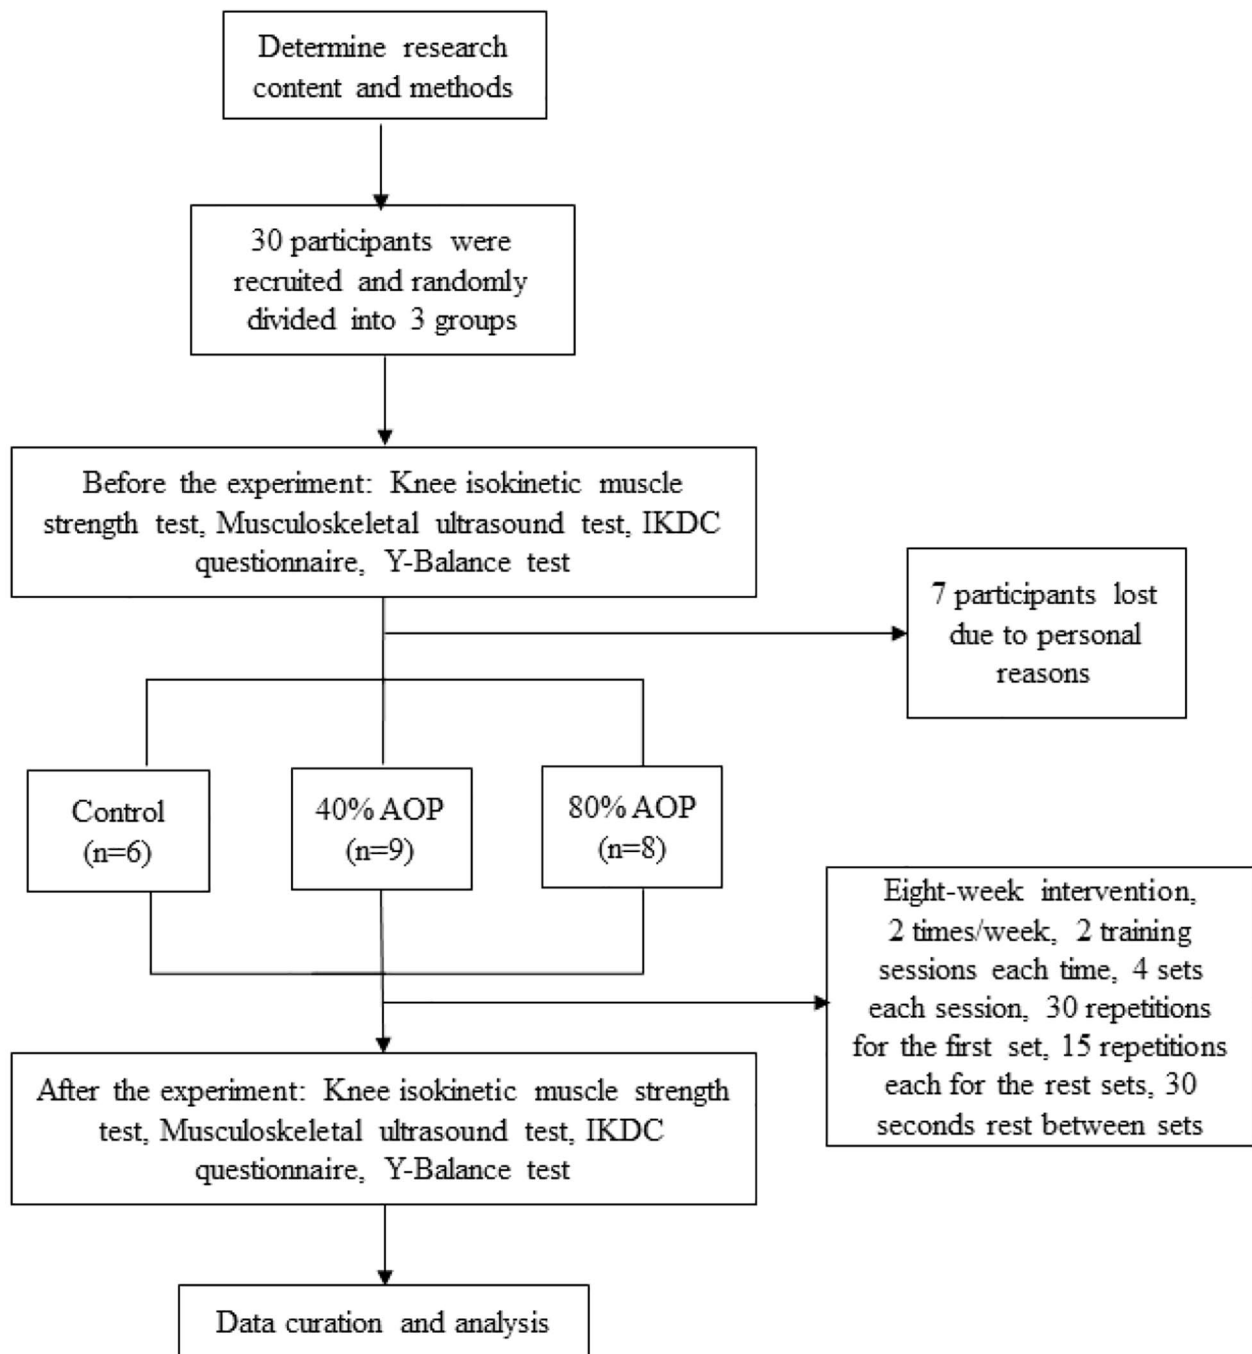 Determine research
content and methods
30 participants were
recruited and randomly
divided into 3 groups
Before the experiment: Knee isokinetic muscle
strength test, Musculoskeletal ultrasound test, IKDC
questionnaire, Y-Balance test
7 participants lost
due to personal
reasons
Control
(n=6)
40% AOP
(n=9)
80% AOP
(n=8)
Eight-week intervention,
2 times/week, 2 training
sessions each time, 4 sets
each session, 30 repetitions
for the first set, 15 repetitions
each for the rest sets, 30
seconds rest between sets
After the experiment: Knee isokinetic muscle strength
test, Musculoskeletal ultrasound test, IKDC
questionnaire, Y-Balance test
Data curation and analysis